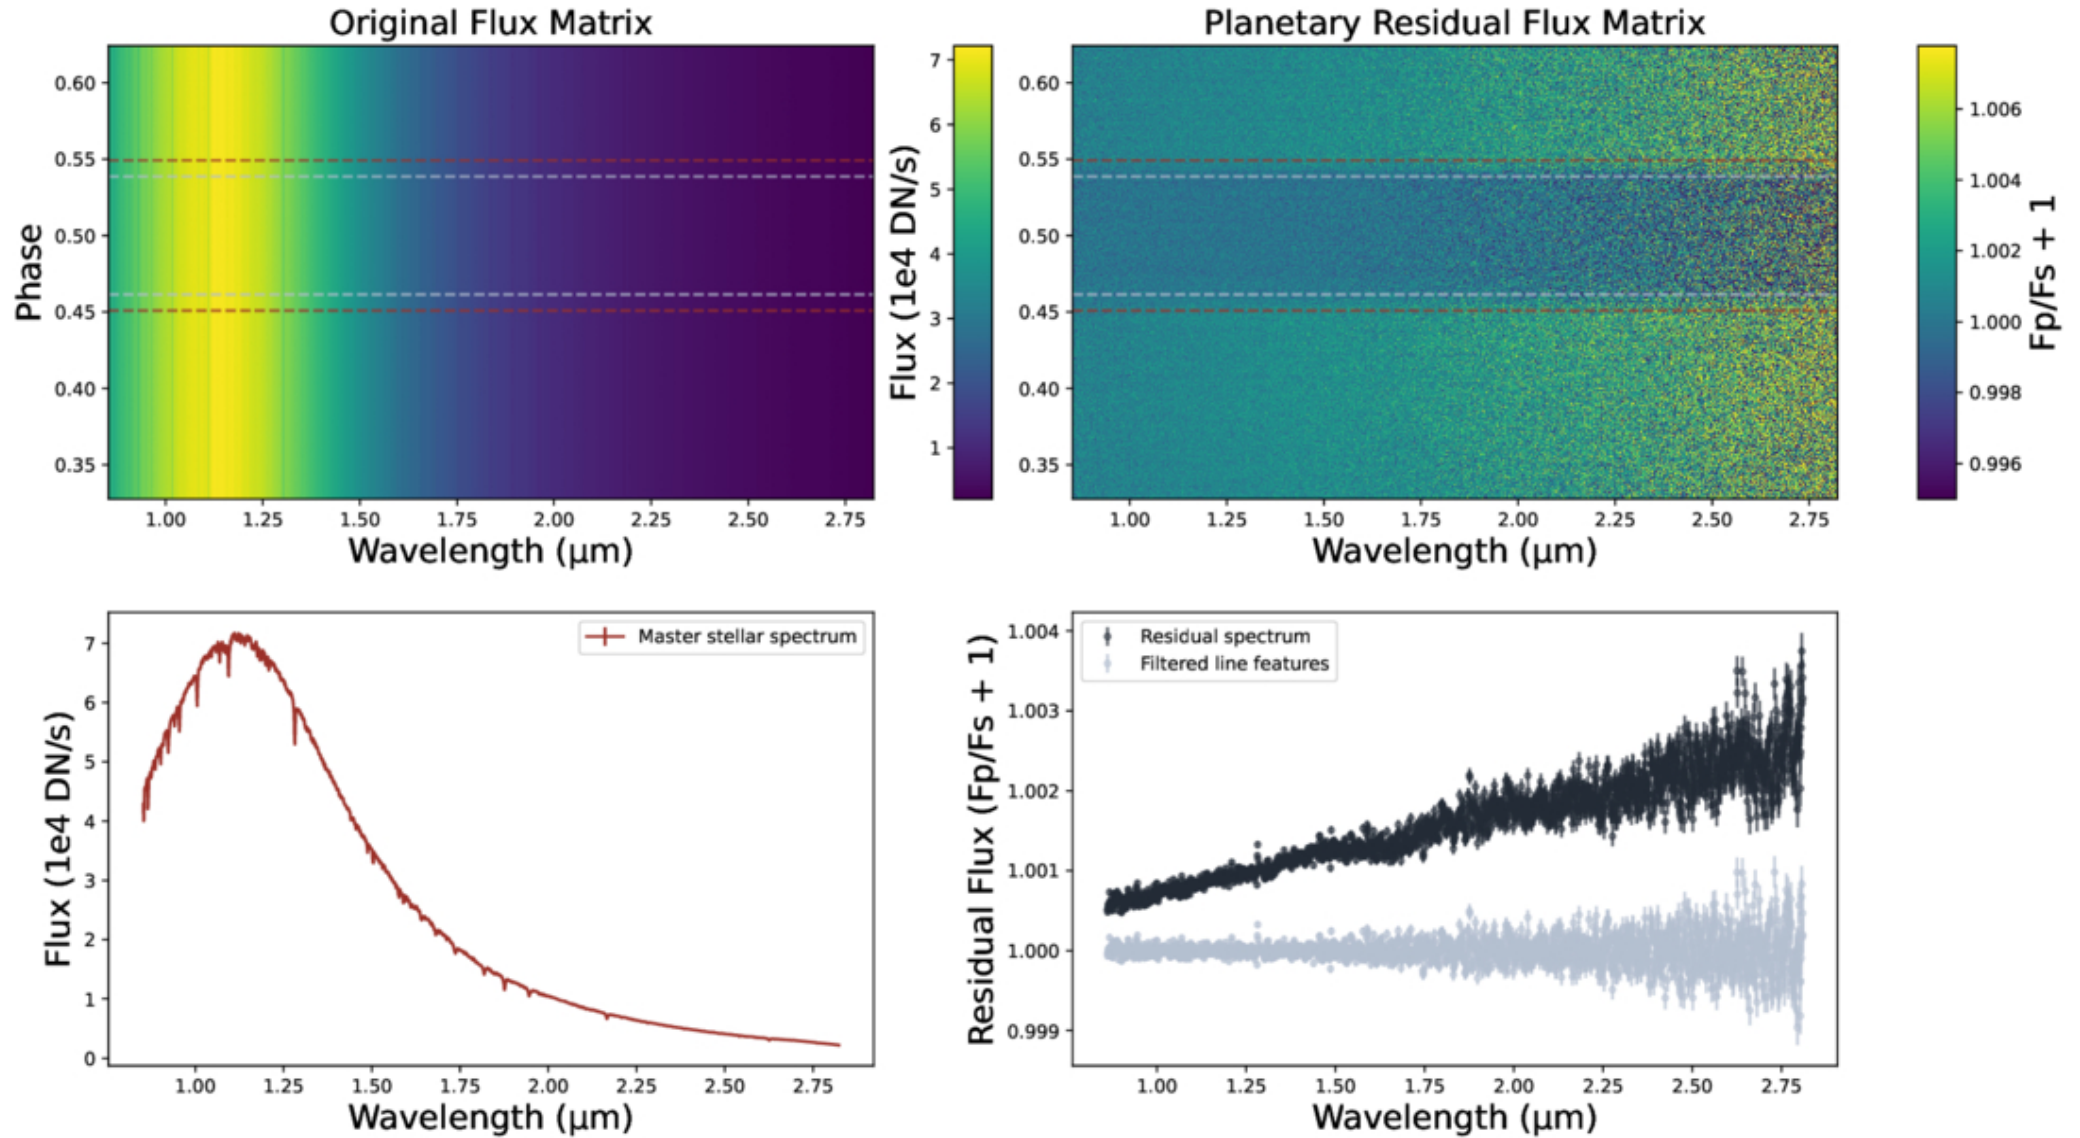 Original Flux Matrix
Phase
0.60
0.55
0.50
0.45
0.40
0.35
1.00 1.25 1.50 1.75 2.00 2.25 2.50 2.75
Wavelength (μm)
7
6
5
4
3
2
1
Flux (1e4 DN/s)
Planetary Residual Flux Matrix
0.60
0.55
0.50
0.45
0.40
0.35
1.00 1.25 1.50 1.75 2.00 2.25 2.50 2.75
Wavelength (μm)
1.006
1.004
1.002
1.000
0.998
0.996
Fp/Fs + 1
Flux (1e4 DN/s)
7
6
5
4
3
2
1
0
Master stellar spectrum
1.00 1.25 1.50 1.75 2.00 2.25 2.50 2.75
Wavelength (μm)
Residual Flux (Fp/Fs + 1)
1.004
1.003
1.002
1.001
1.000
0.999
Residual spectrum
Filtered line features
1.00 1.25 1.50 1.75 2.00 2.25 2.50 2.75
Wavelength (μm)